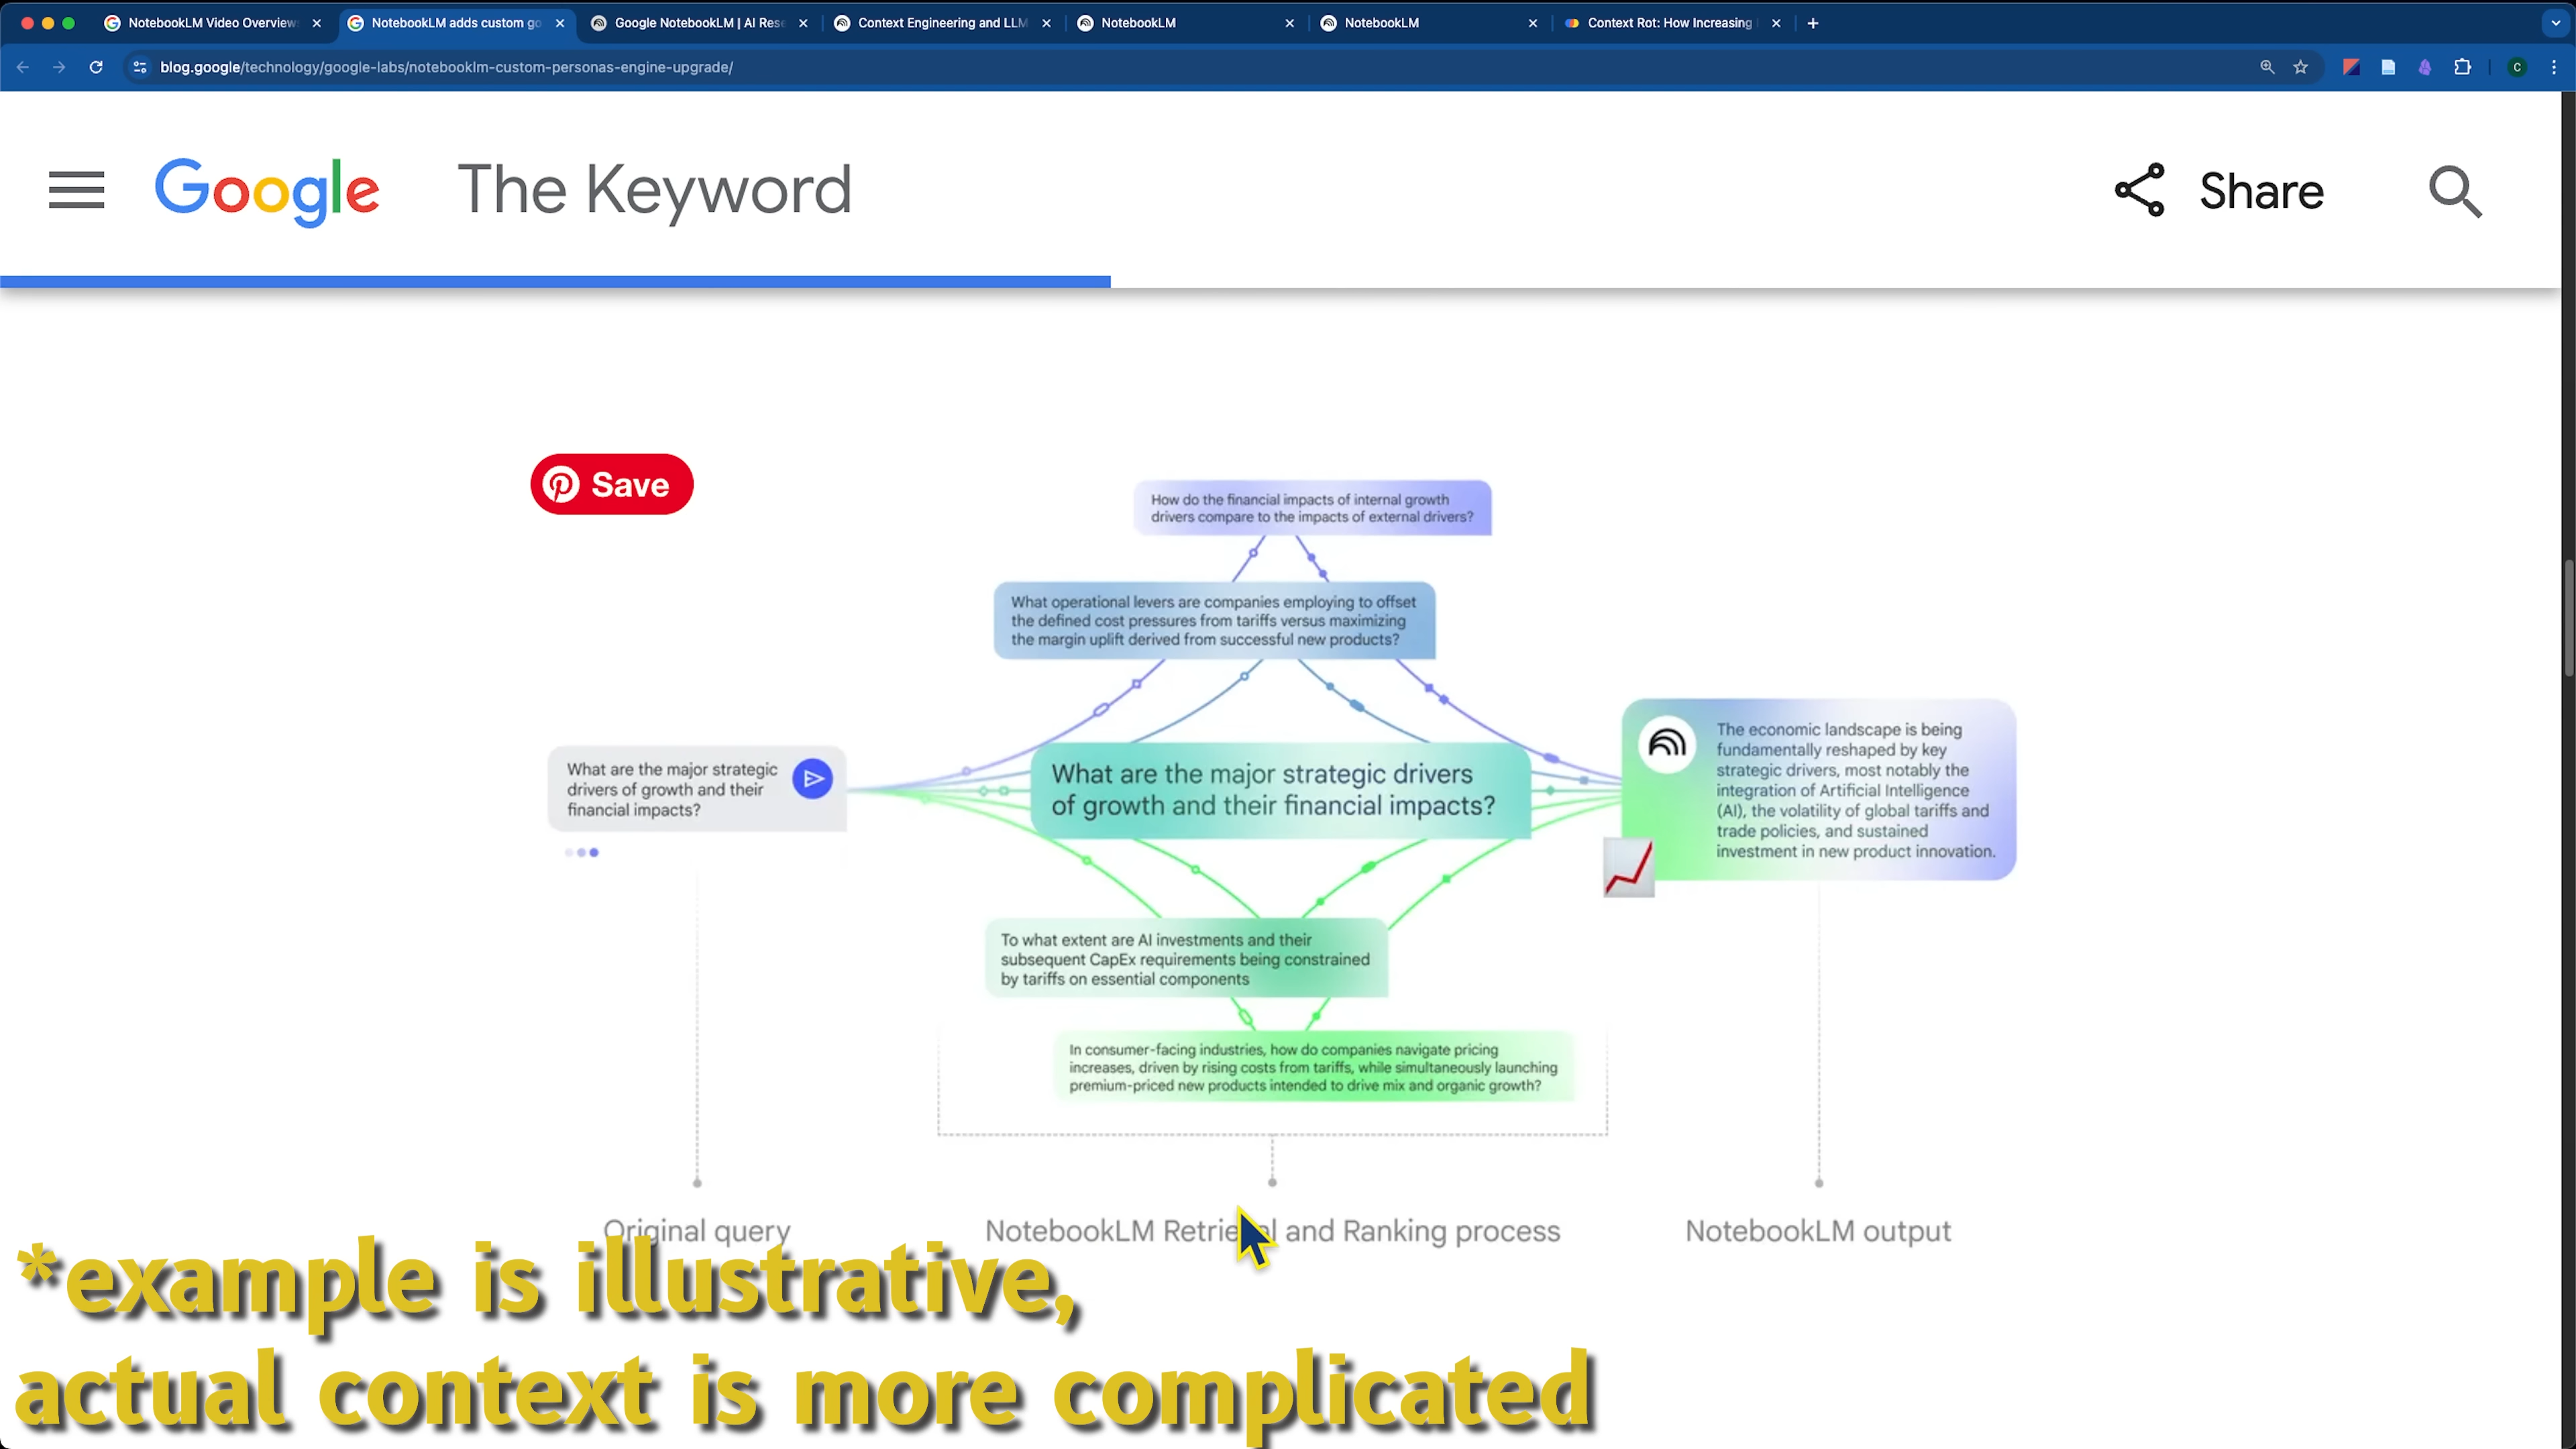 NotebookLM Video Overview
NotebookLM adds custom go
Google NotebookLM | AI Rese
Context Engineering and LLM
NotebookLM
NotebookLM
Context Rot: How Increasing
blog.google/technology/google-labs/notebooklm-custom-personas-engine-upgrade/
C
Google The Keyword
Share
Save
How do the financial impacts of internal growth
drivers compare to the impacts of external drivers?
What operational levers are companies employing to offset
the defined cost pressures from tariffs versus maximizing
the margin uplift derived from successful new products?
What are the major strategic
drivers of growth and their
financial impacts?
What are the major strategic drivers
of growth and their financial impacts?
The economic landscape is being
fundamentally reshaped by key
strategic drivers, most notably the
integration of Artificial Intelligence
(AI), the volatility of global tariffs and
trade policies, and sustained
investment in new product innovation.
To what extent are AI investments and their
subsequent CapEx requirements being constrained
by tariffs on essential components
In consumer-facing industries, how do companies navigate pricing
increases, driven by rising costs from tariffs, while simultaneously launching
premium-priced new products intended to drive mix and organic growth?
Original query
NotebookLM Retrieval and Ranking process
NotebookLM output
*example is illustrative,
actual context is more complicated